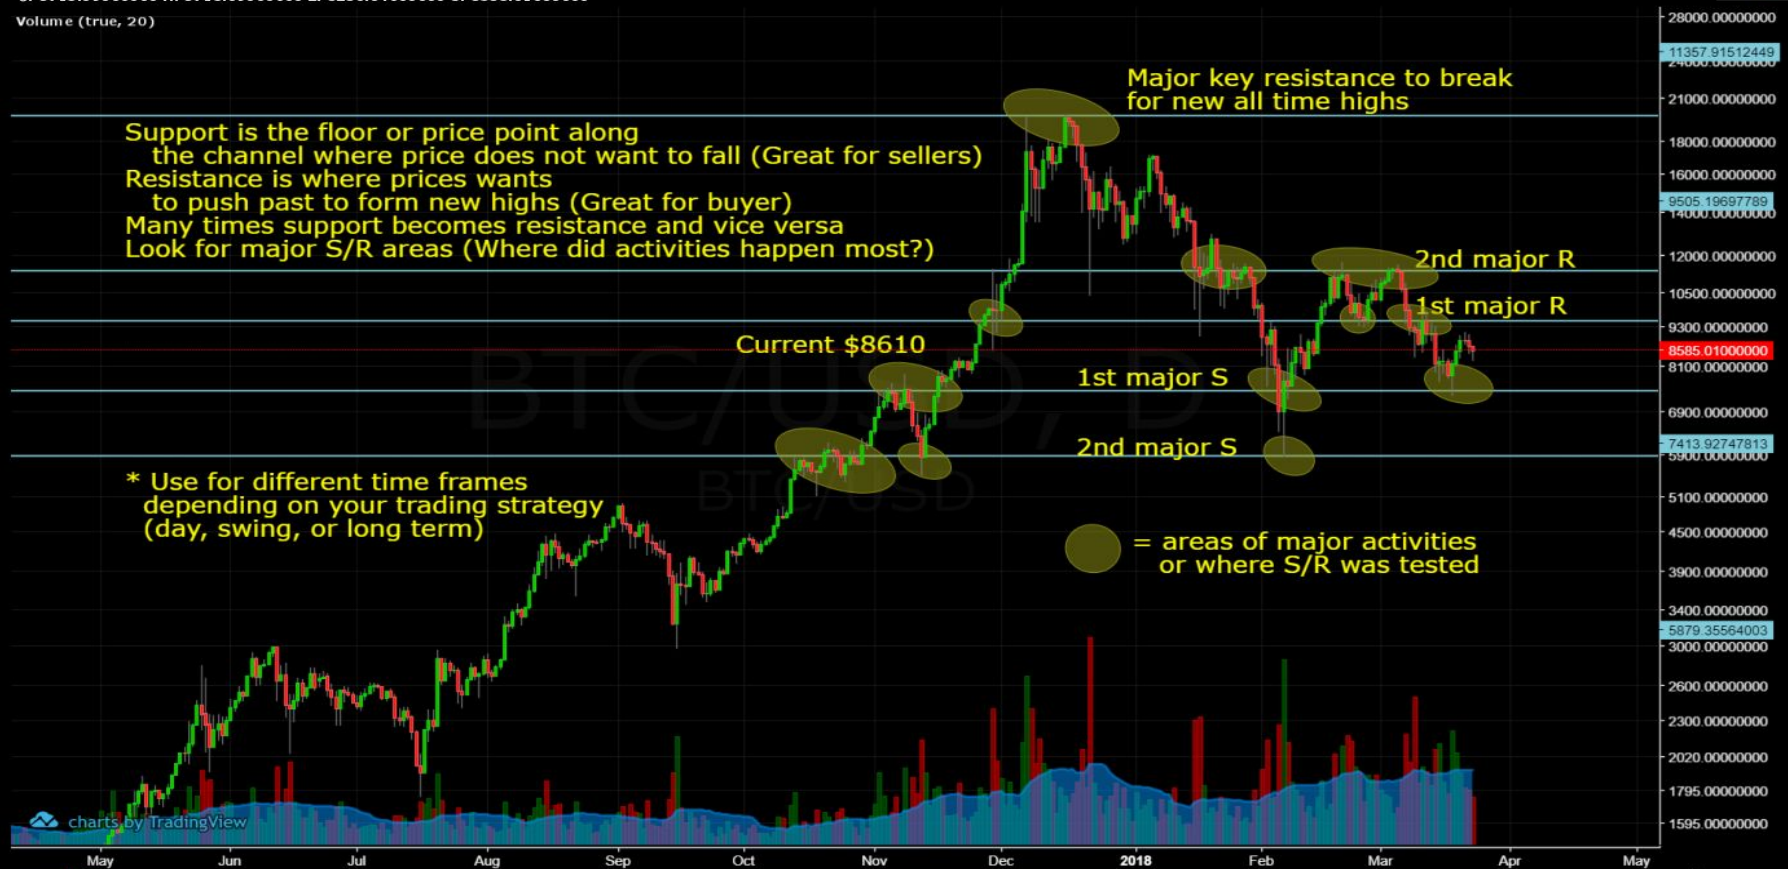 Volume (true, 20)
Major key resistance to break
for new all time highs
Support is the floor or price point along
the channel where price does not want to fall (Great for sellers)
Resistance is where prices wants
to push past to form new highs (Great for buyer)
Many times support becomes resistance and vice versa
Look for major S/R areas (Where did activities happen most?)
2nd major R
1st major R
Current $8610
1st major S
2nd major S
BTC/USD, D
BTC/USD
* Use for different time frames
depending on your trading strategy
(day, swing, or long term)
= areas of major activities
or where S/R was tested
charts by TradingView
28000.00000000
11357.91512449
24000.00000000
21000.00000000
18000.00000000
16000.00000000
9505.19697789
14000.00000000
12000.00000000
10500.00000000
9300.00000000
8585.01000000
8100.00000000
6900.00000000
7413.92747813
5900.00000000
5100.00000000
4500.00000000
3900.00000000
3400.00000000
5879.35564003
3000.00000000
2600.00000000
2300.00000000
2020.00000000
1795.00000000
1595.00000000
May Jun Jul Aug Sep Oct Nov Dec 2018 Feb Mar Apr May